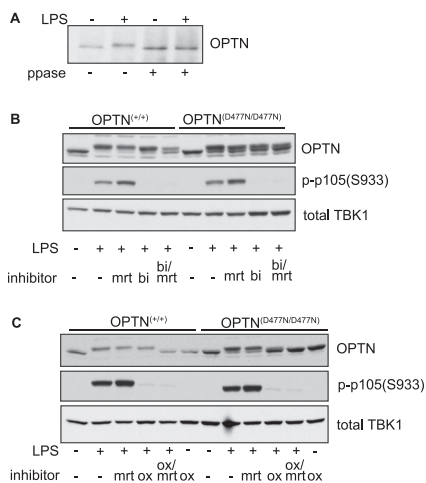 A
LPS - + - +
OPTN
ppase - - + +
B
OPTN(+/+) OPTN(D477N/D477N)
OPTN
p-p105(S933)
total TBK1
LPS - + + + + - + + + +
inhibitor - - mrt bi bi/mrt - - mrt bi bi/mrt
C
OPTN(+/+) OPTN(D477N/D477N)
OPTN
p-p105(S933)
total TBK1
LPS - + + + + - - + + + + -
inhibitor - - mrt ox ox/mrt ox - - mrt ox ox/mrt ox